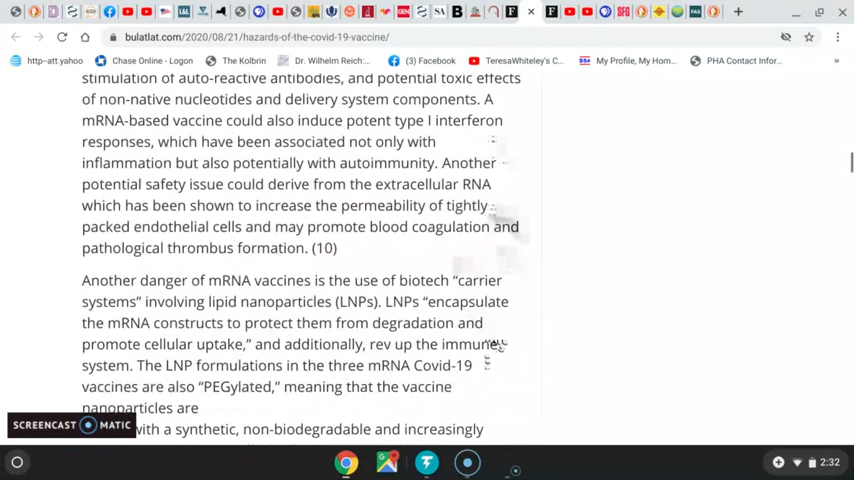 bulatlat.com/2020/08/21/hazards-of-the-covid-19-vaccine/
http--att.yahoo
Chase Online - Logon
The Kolbrin
Dr. Wilhelm Reich:...
(3) Facebook
TeresaWhiteley's C...
My Profile, My Hom...
PHA Contact Infor...
stimulation of auto-reactive antibodies, and potential toxic effects
of non-native nucleotides and delivery system components. A
mRNA-based vaccine could also induce potent type I interferon
responses, which have been associated not only with
inflammation but also potentially with autoimmunity. Another
potential safety issue could derive from the extracellular RNA
which has been shown to increase the permeability of tightly
packed endothelial cells and may promote blood coagulation and
pathological thrombus formation. (10)
Another danger of mRNA vaccines is the use of biotech “carrier
systems” involving lipid nanoparticles (LNPs). LNPs “encapsulate
the mRNA constructs to protect them from degradation and
promote cellular uptake,” and additionally, rev up the immune
system. The LNP formulations in the three mRNA Covid-19
vaccines are also “PEGylated,” meaning that the vaccine
nanoparticles are
with a synthetic, non-biodegradable and increasingly
SCREENCAST MATIC
2:32